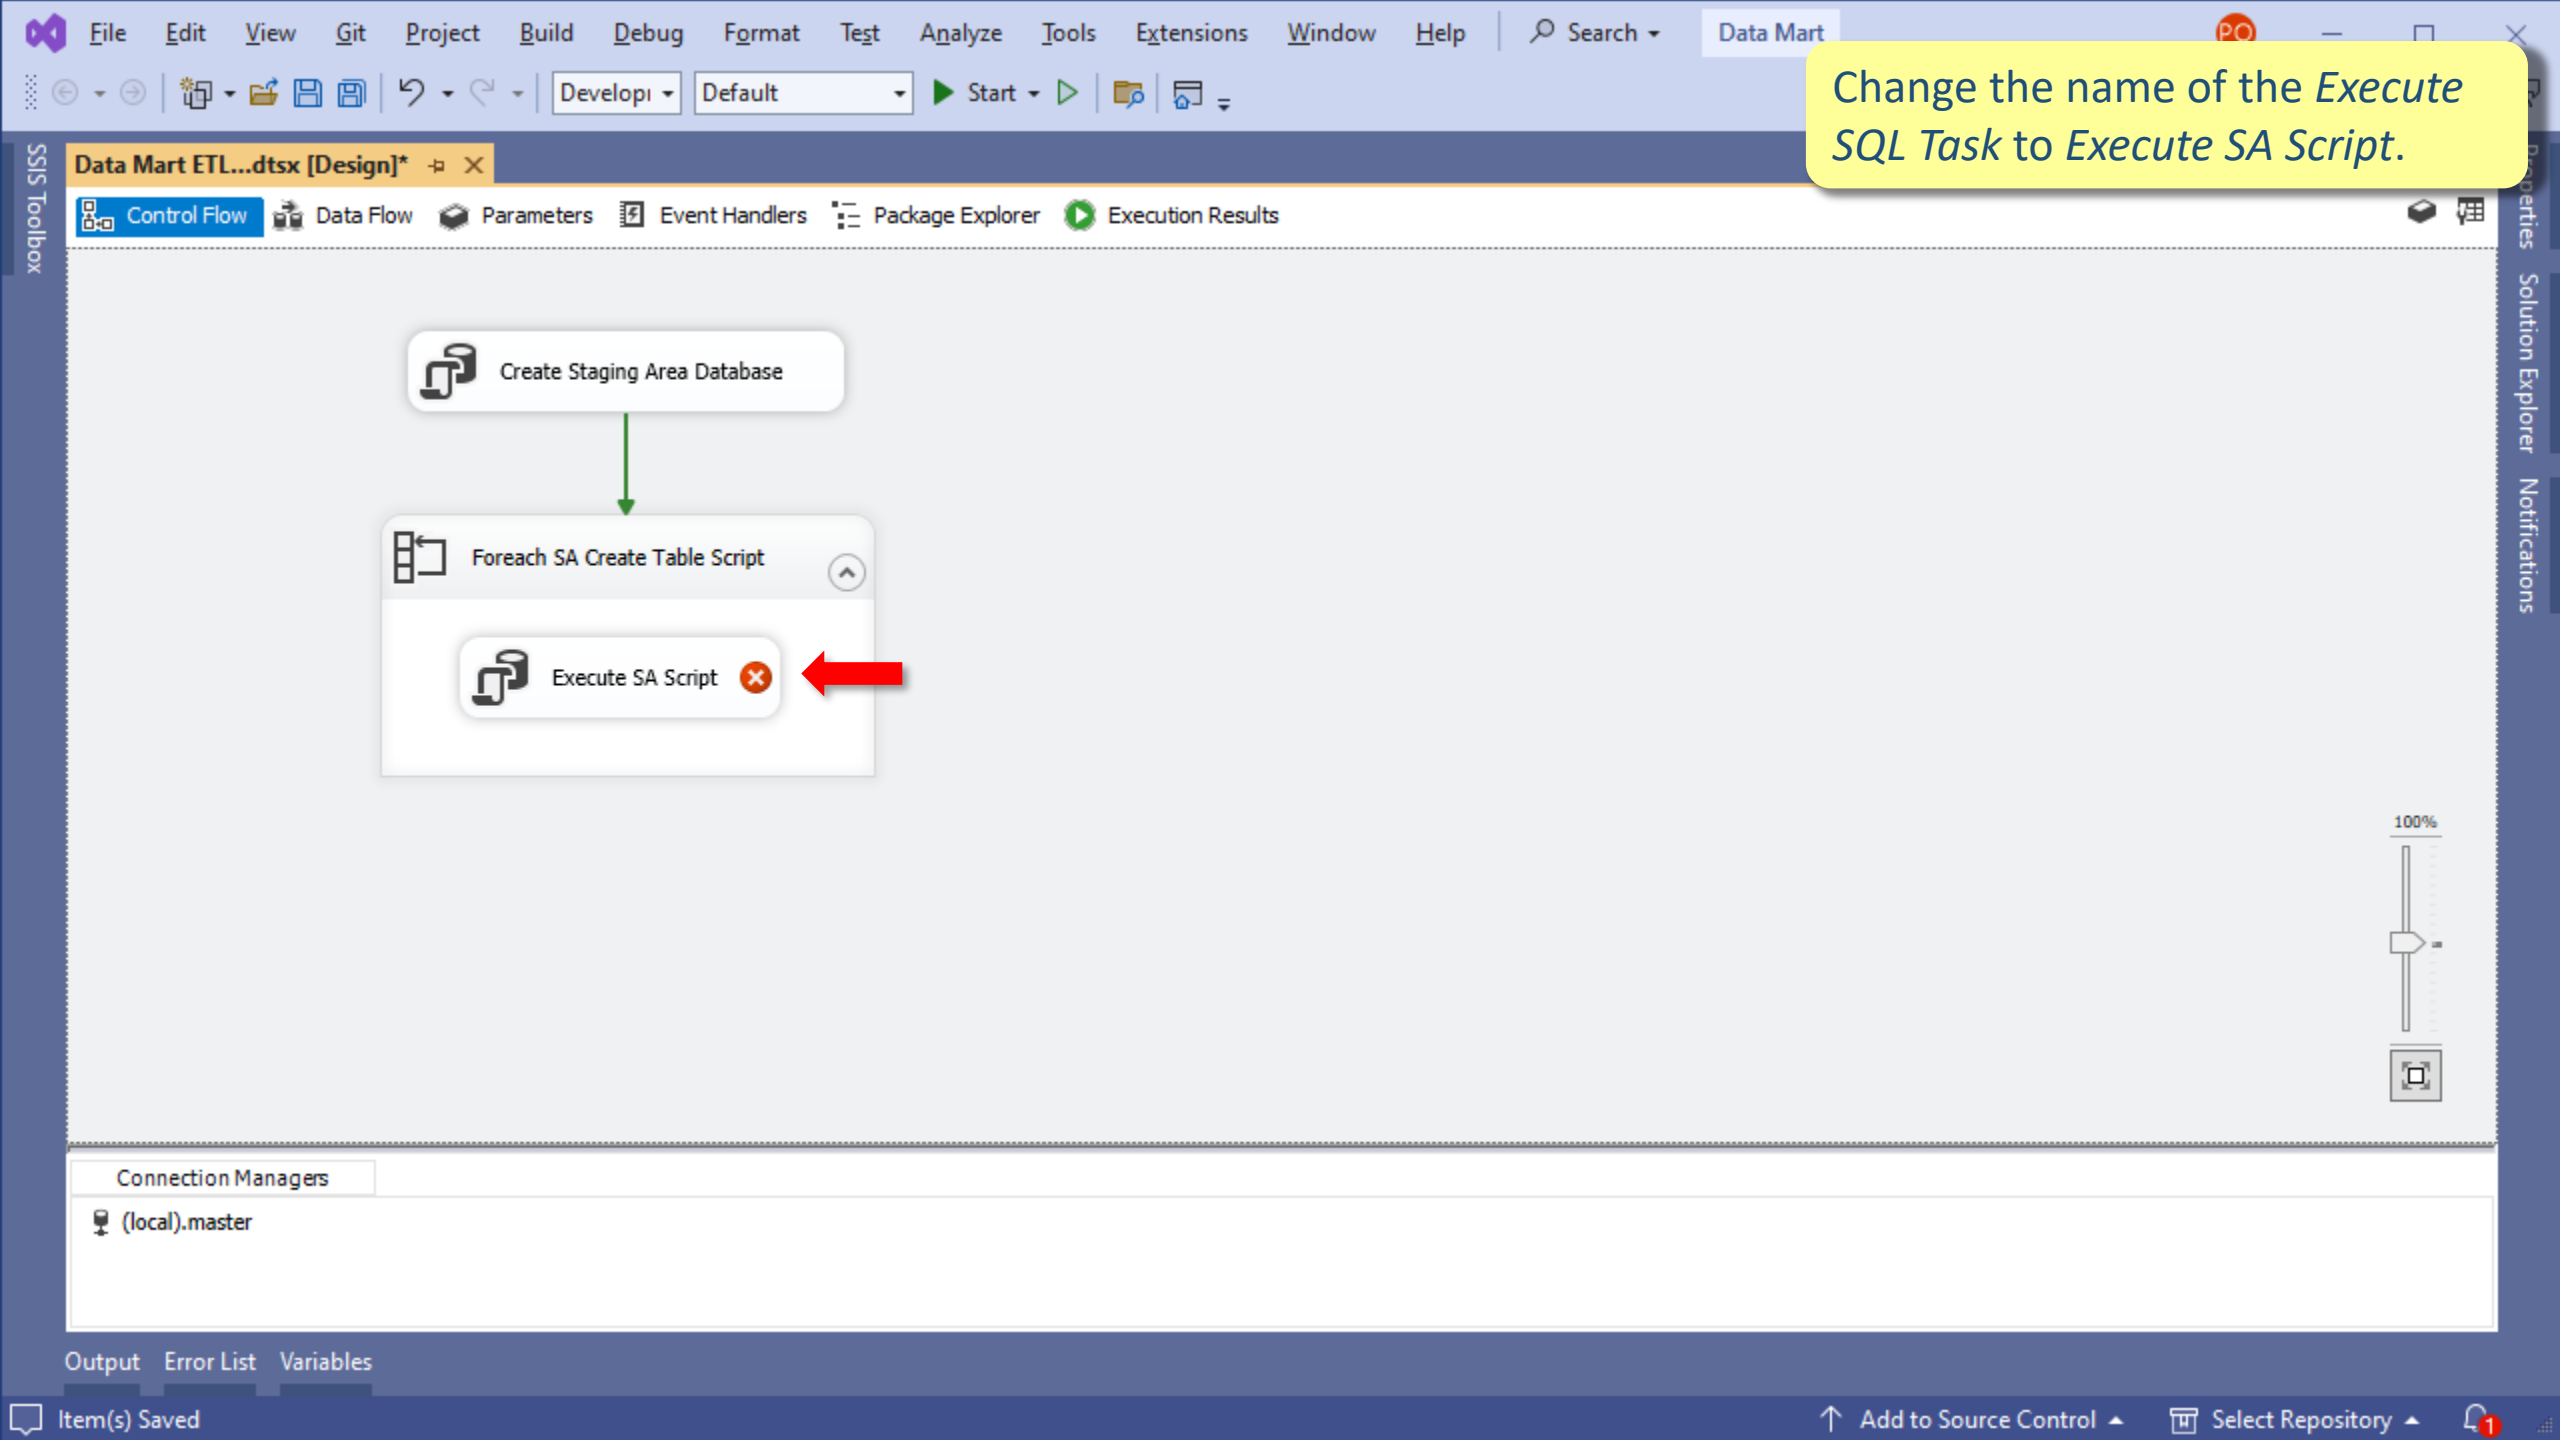 File Edit View Git Project Build Debug Format Test Analyze Tools Extensions Window Help Search Data Mart PO
Developi Default Start
Change the name of the Execute
SQL Task to Execute SA Script.
SSIS Toolbox
Data Mart ETL...dtsx [Design]*
Control Flow Data Flow Parameters Event Handlers Package Explorer Execution Results
Properties
Solution Explorer
Notifications
Create Staging Area Database
Foreach SA Create Table Script
Execute SA Script
100%
Connection Managers
(local).master
Output Error List Variables
Item(s) Saved Add to Source Control Select Repository 1